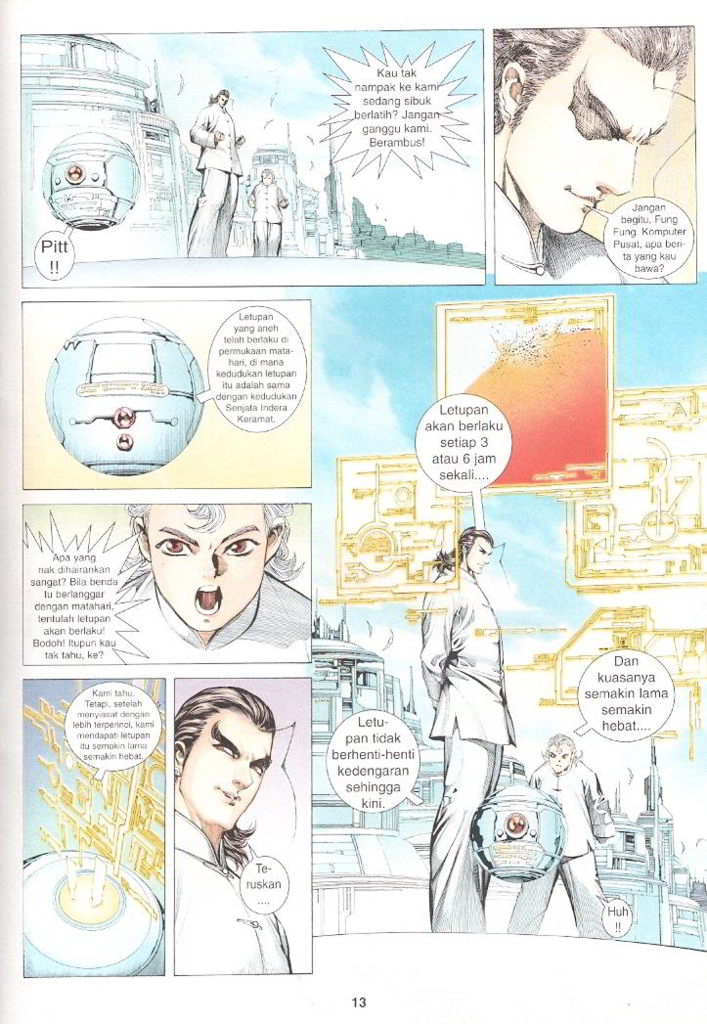 Kau tak
nampak ke kami
sedang sibuk
berlatih? Jangan
ganggu kami.
Berambus!
Pitt
!!
Jangan
begitu, Fung
Fung. Komputer
Pusat, apa beri-
ta yang kau
bawa?
Letupan
yang aneh
telah berlaku di
permukaan mata-
hari, di mana
kedudukan letupan
itu adalah sama
dengan kedudukan
Senjata Indera
Keramat.
Letupan
akan berlaku
setiap 3
atau 6 jam
sekali....
Apa yang
nak dihairankan
sangat? Bila benda
tu berlanggar
dengan matahari,
tentulah letupan
akan berlaku!
Bodoh! Itupun kau
tak tahu, ke?
Kami tahu.
Tetapi, setelah
menyiasat dengan
lebih terperinci, kami
mendapati letupan
itu semakin lama
semakin hebat.
Te-
ruskan
....
Letu-
pan tidak
berhenti-henti
kedengaran
sehingga
kini.
Dan
kuasanya
semakin lama
semakin
hebat....
Huh
!!
13